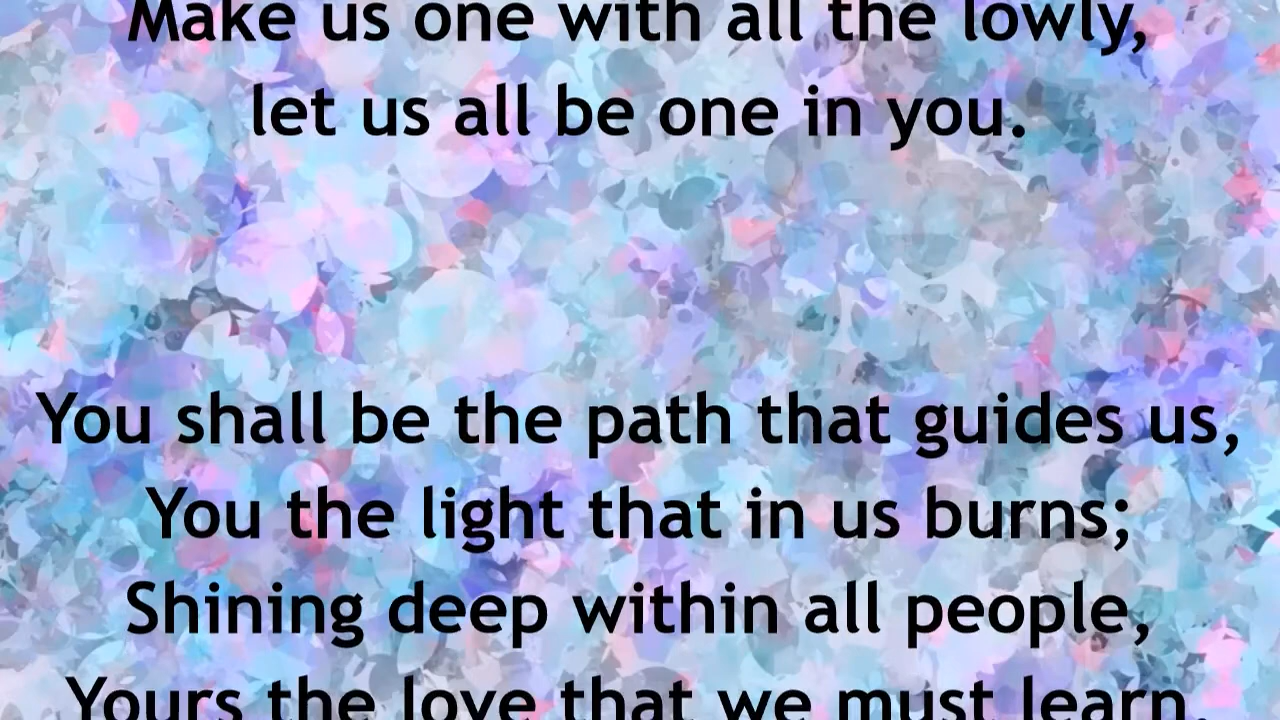 Make us one with all the lowly,
let us all be one in you.
You shall be the path that guides us,
You the light that in us burns;
Shining deep within all people,
Yours the love that we must learn,